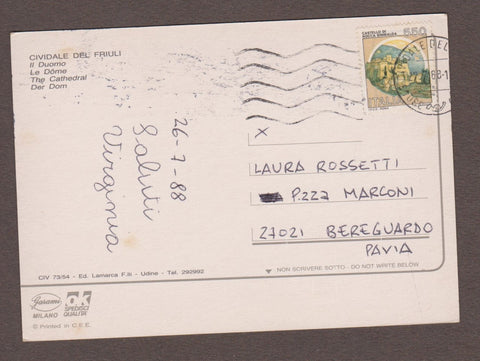 CIVIDALE DEL FRIULI
Il Duomo
Le Dôme
The Cathedral
Der Dom
CASTELLO DI
ROCCA SINIBALDA
550
ITALIA
26-7-88
Saluti
Virginia
X
LAURA ROSSETTI
P.ZZA MARCONI
27021 BEREGUARDO
PAVIA
CIV 73/54 - Ed. Lamarca F.lli - Udine - Tel. 292992
NON SCRIVERE SOTTO - DO NOT WRITE BELOW
MILANO
SPECIDICI
QUALITÀ
© Printed in C.E.E.